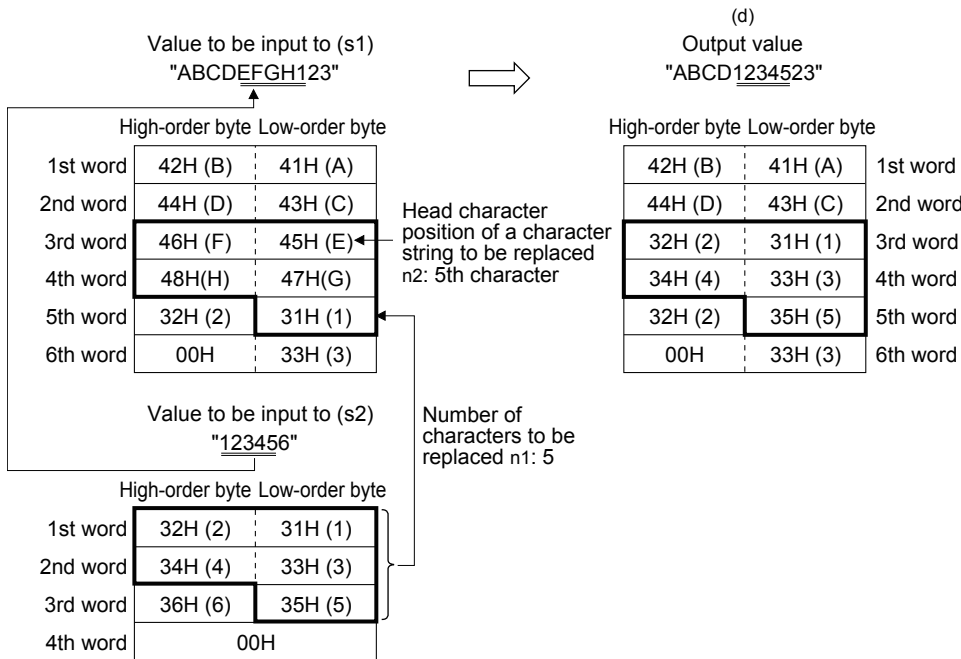 Value to be input to (s1)
"ABCDEFGH123"
(d)
Output value
"ABCD1234523"
High-order byte Low-order byte
1st word 42H (B) 41H (A)
2nd word 44H (D) 43H (C)
3rd word 46H (F) 45H (E)
4th word 48H(H) 47H(G)
5th word 32H (2) 31H (1)
6th word 00H 33H (3)
Head character
position of a character
string to be replaced
n2: 5th character
High-order byte Low-order byte
42H (B) 41H (A) 1st word
44H (D) 43H (C) 2nd word
32H (2) 31H (1) 3rd word
34H (4) 33H (3) 4th word
32H (2) 35H (5) 5th word
00H 33H (3) 6th word
Value to be input to (s2)
"123456"
Number of
characters to be
replaced n1: 5
High-order byte Low-order byte
1st word 32H (2) 31H (1)
2nd word 34H (4) 33H (3)
3rd word 36H (6) 35H (5)
4th word 00H